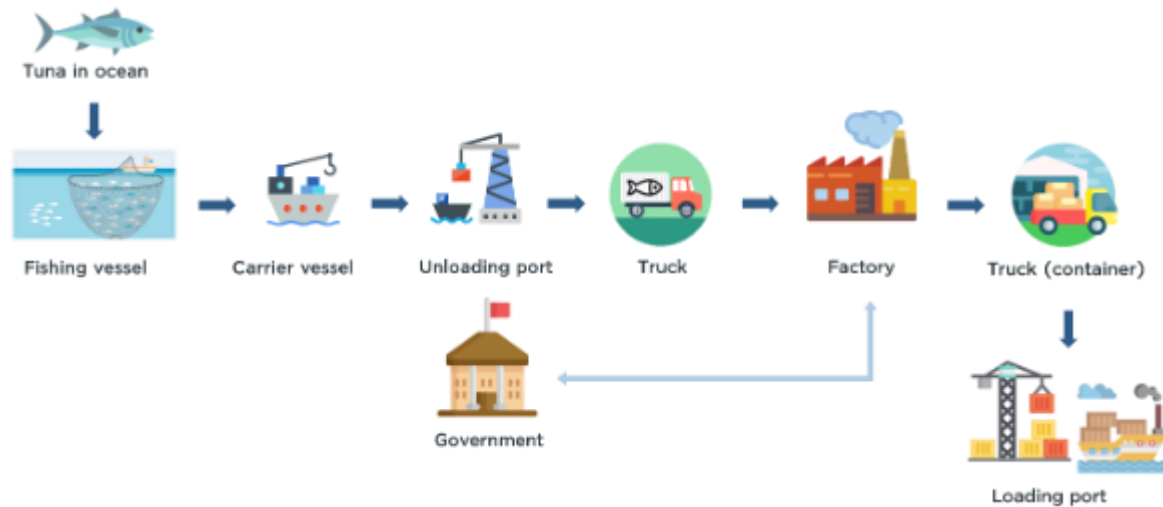 Tuna in ocean
Fishing vessel
Carrier vessel
Unloading port
Truck
Factory
Truck (container)
Government
Loading port